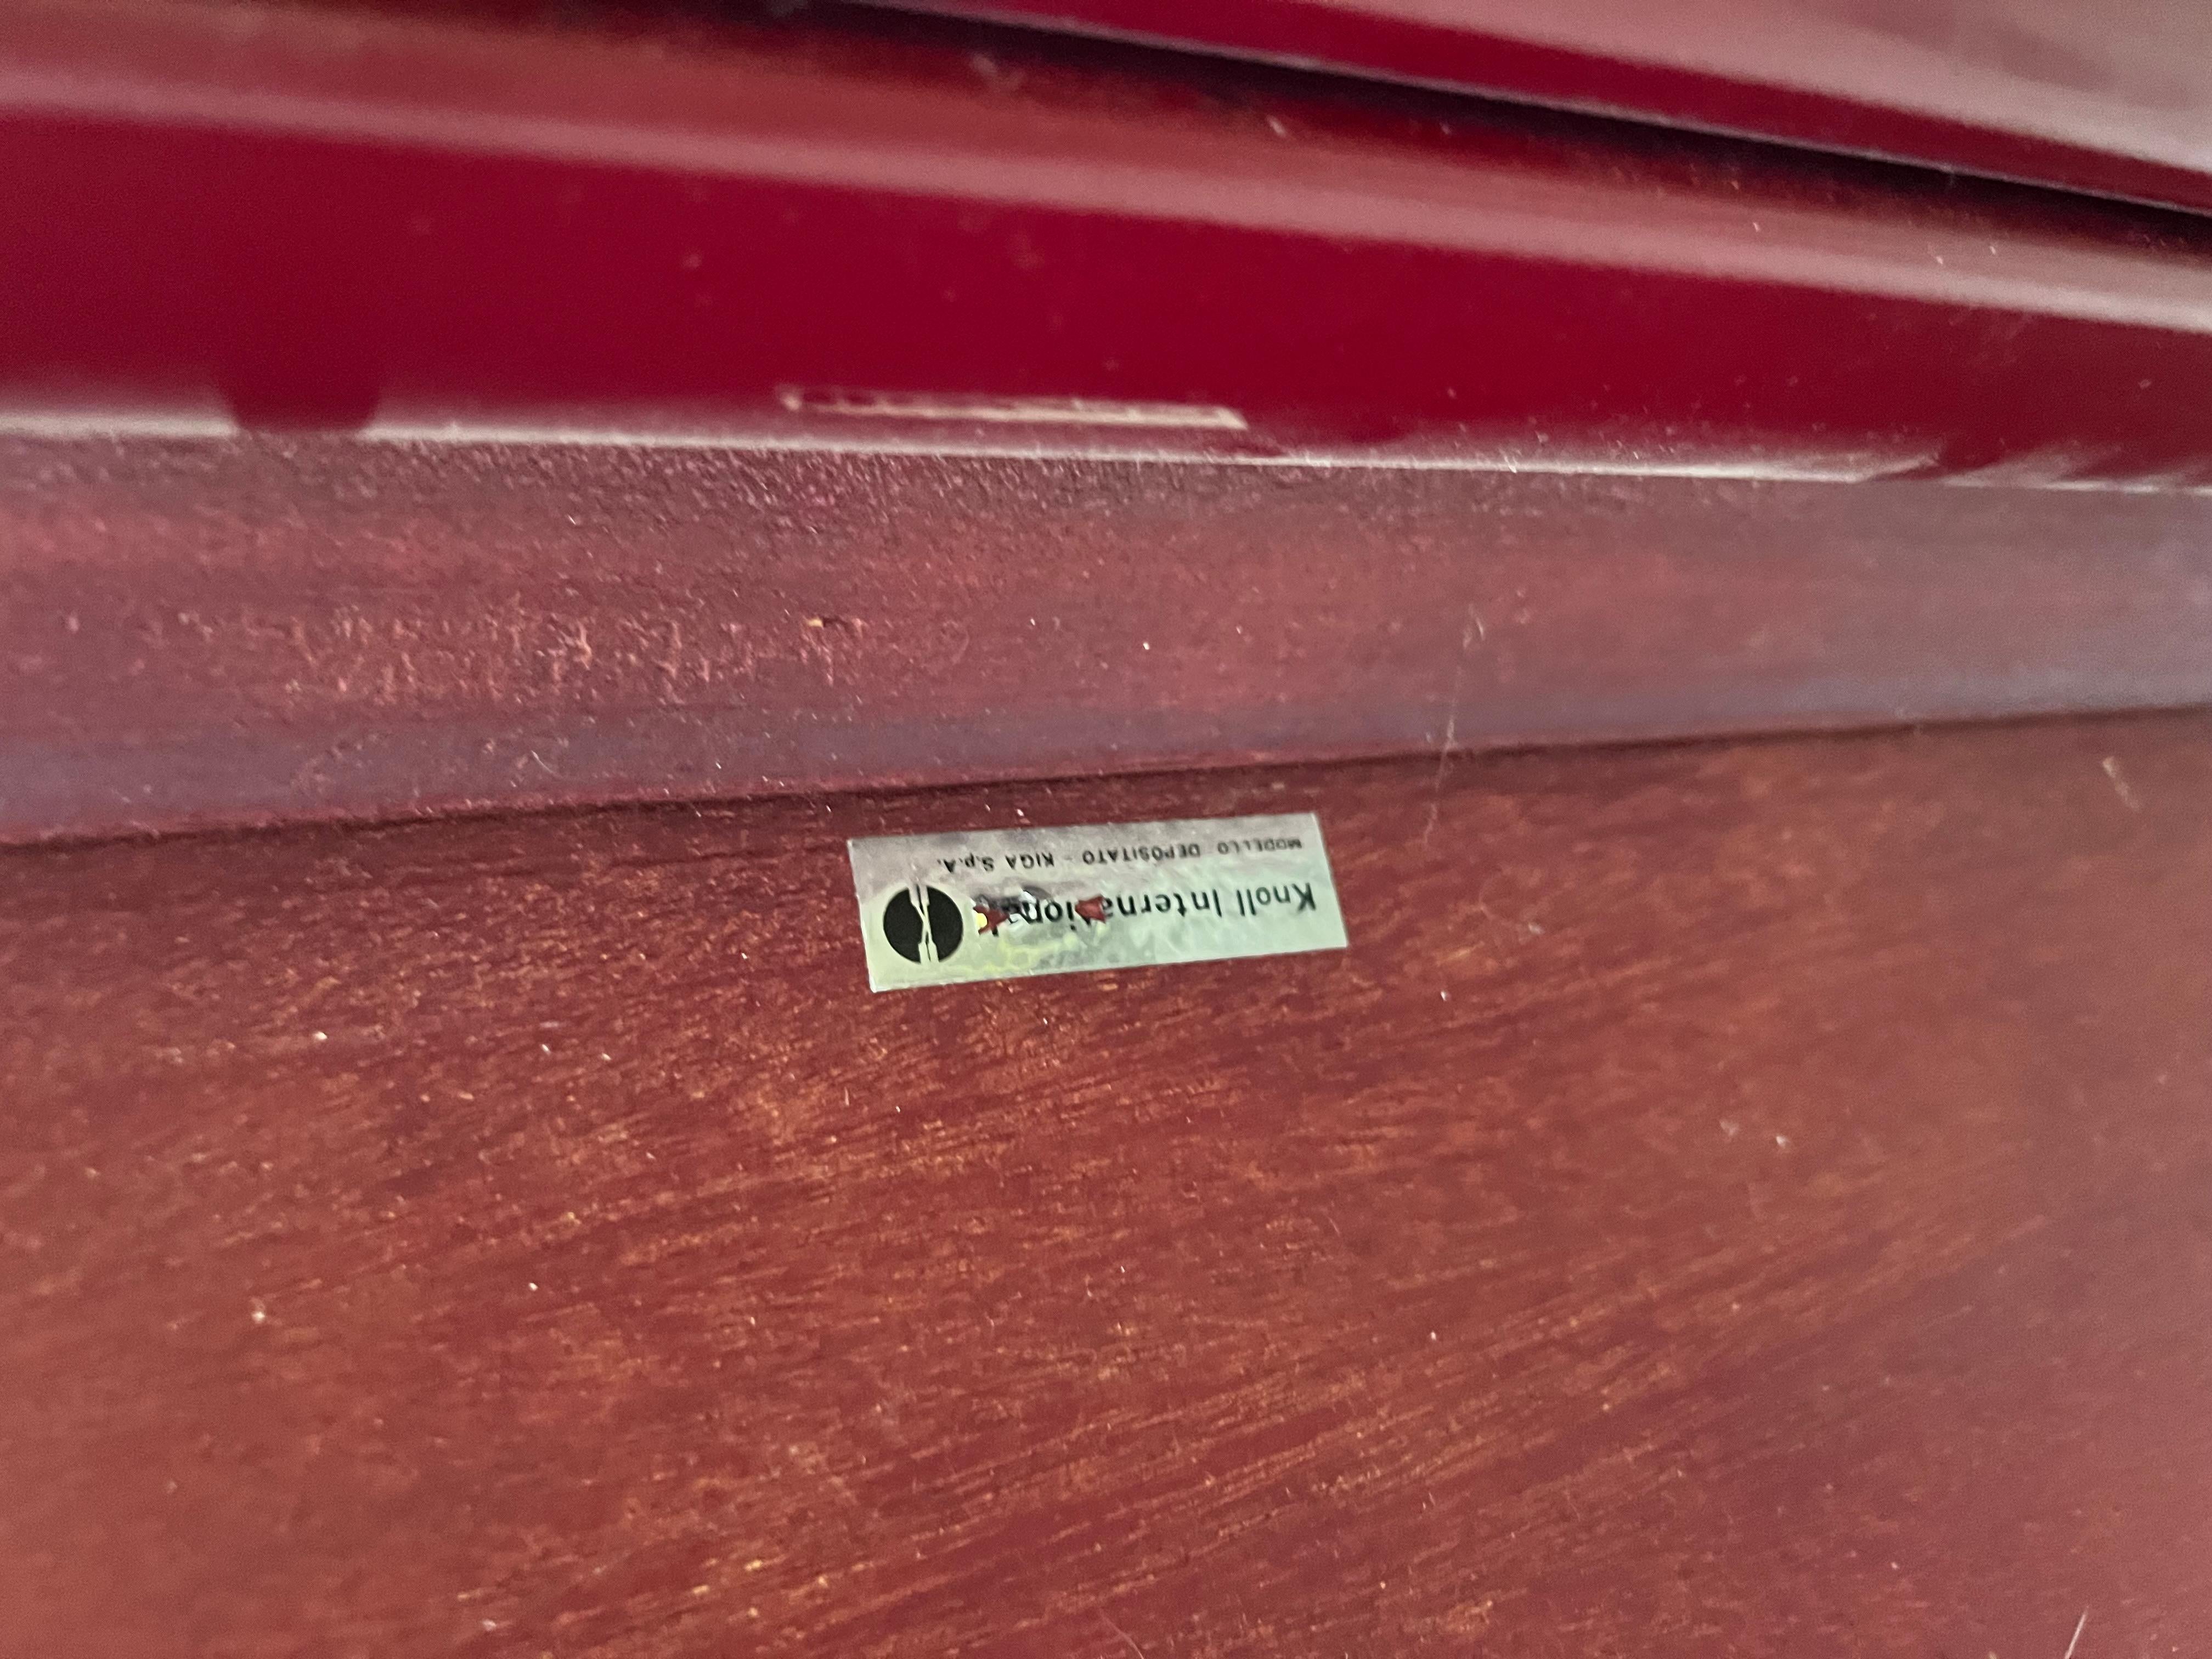 Knoll International
MODELLO DEPOSITATO - KIGA S.p.A.